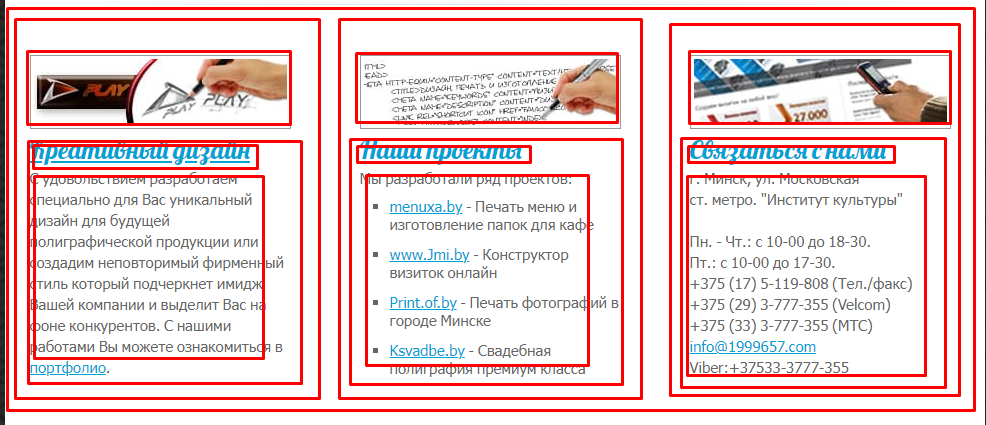 PLAY
PLAY
PLAY
Креативный дизайн
С удовольствием разработаем
специально для Вас уникальный
дизайн для будущей
полиграфической продукции или
создадим неповторимый фирменный
стиль который подчеркнет имидж
Вашей компании и выделит Вас на
фоне конкурентов. С нашими
работами Вы можете ознакомиться в
портфолио.
HTML>
HEAD>
META HTTP-EQUIV="CONTENT-TYPE" CONTENT="TEXT/
<TITLE>ДИЗАЙН, ПЕЧАТЬ И ИЗГОТОВЛЕНИЕ
<META NAME="KEYWORDS" CONTENT="ДИЗ
<META NAME="DESCRIPTION" CONTENT="ДИ
<LINK REL="SHORTCUT ICON" HREF="FAVICO
CONTENT="INDEX
Наши проекты
Мы разработали ряд проектов:
menuxa.by - Печать меню и
изготовление папок для кафе
www.Jmi.by - Конструктор
визиток онлайн
Print.of.by - Печать фотографий в
городе Минске
Ksvadbe.by - Свадебная
полиграфия премиум класса
27.000
Связаться с нами
г. Минск, ул. Московская
ст. метро. "Институт культуры"
Пн. - Чт.: с 10-00 до 18-30.
Пт.: с 10-00 до 17-30.
+375 (17) 5-119-808 (Тел./факс)
+375 (29) 3-777-355 (Velcom)
+375 (33) 3-777-355 (МТС)
info@1999657.com
Viber:+37533-3777-355